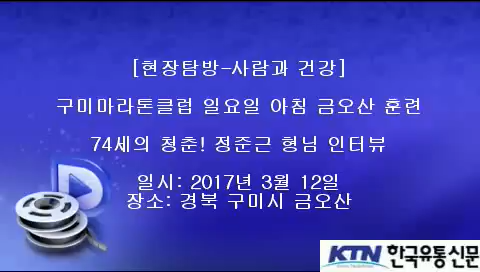 [현장탐방-사람과 건강]
구미마라톤클럽 일요일 아침 금오산 훈련
74세의 청춘! 정준근 형님 인터뷰
일시: 2017년 3월 12일
장소: 경북 구미시 금오산
KTN 한국유통신문